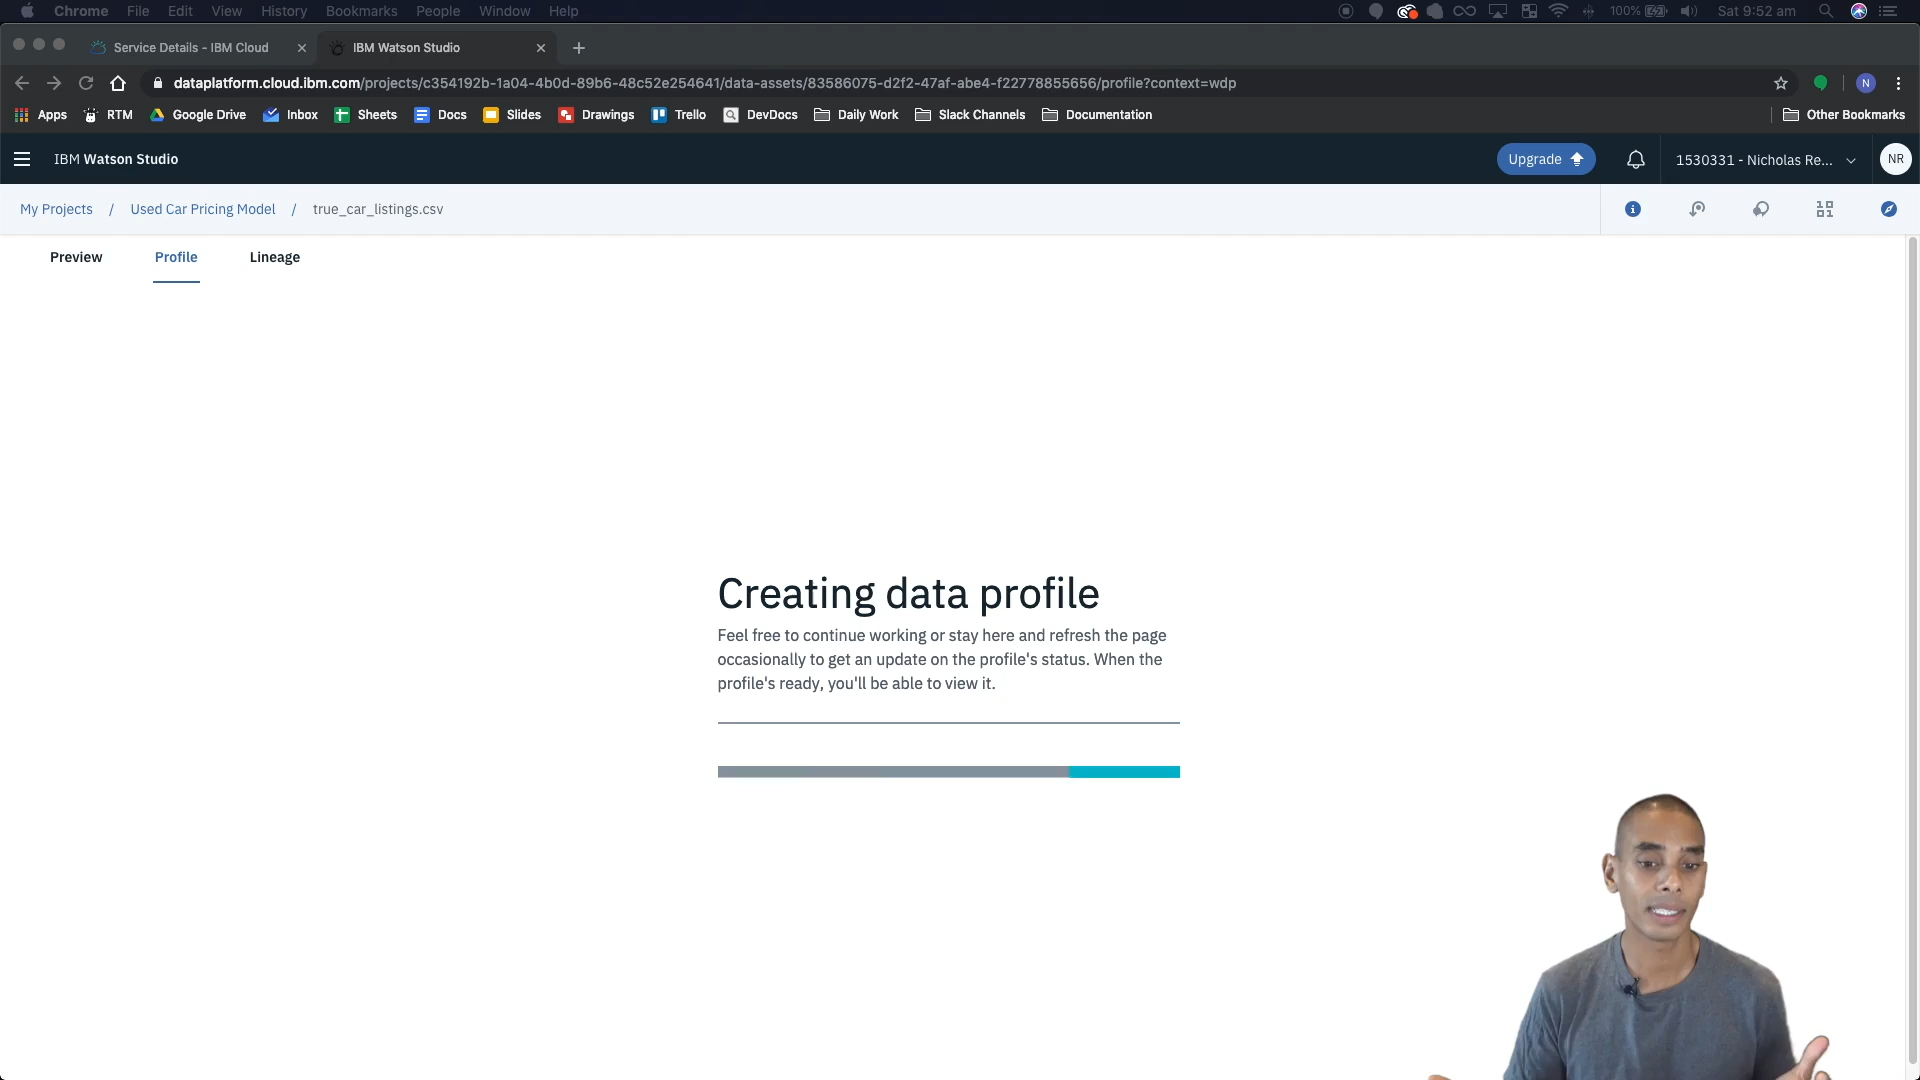 Chrome File Edit View History Bookmarks People Window Help 100% Sat 9:52 am
Service Details - IBM Cloud IBM Watson Studio
dataplatform.cloud.ibm.com/projects/c354192b-1a04-4b0d-89b6-48c52e254641/data-assets/83586075-d2f2-47af-abe4-f22778855656/profile?context=wdp N
Apps RTM Google Drive Inbox Sheets Docs Slides Drawings Trello DevDocs Daily Work Slack Channels Documentation Other Bookmarks
IBM Watson Studio Upgrade 1530331 - Nicholas Re... NR
My Projects / Used Car Pricing Model / true_car_listings.csv
Preview Profile Lineage
Creating data profile
Feel free to continue working or stay here and refresh the page
occasionally to get an update on the profile's status. When the
profile's ready, you'll be able to view it.